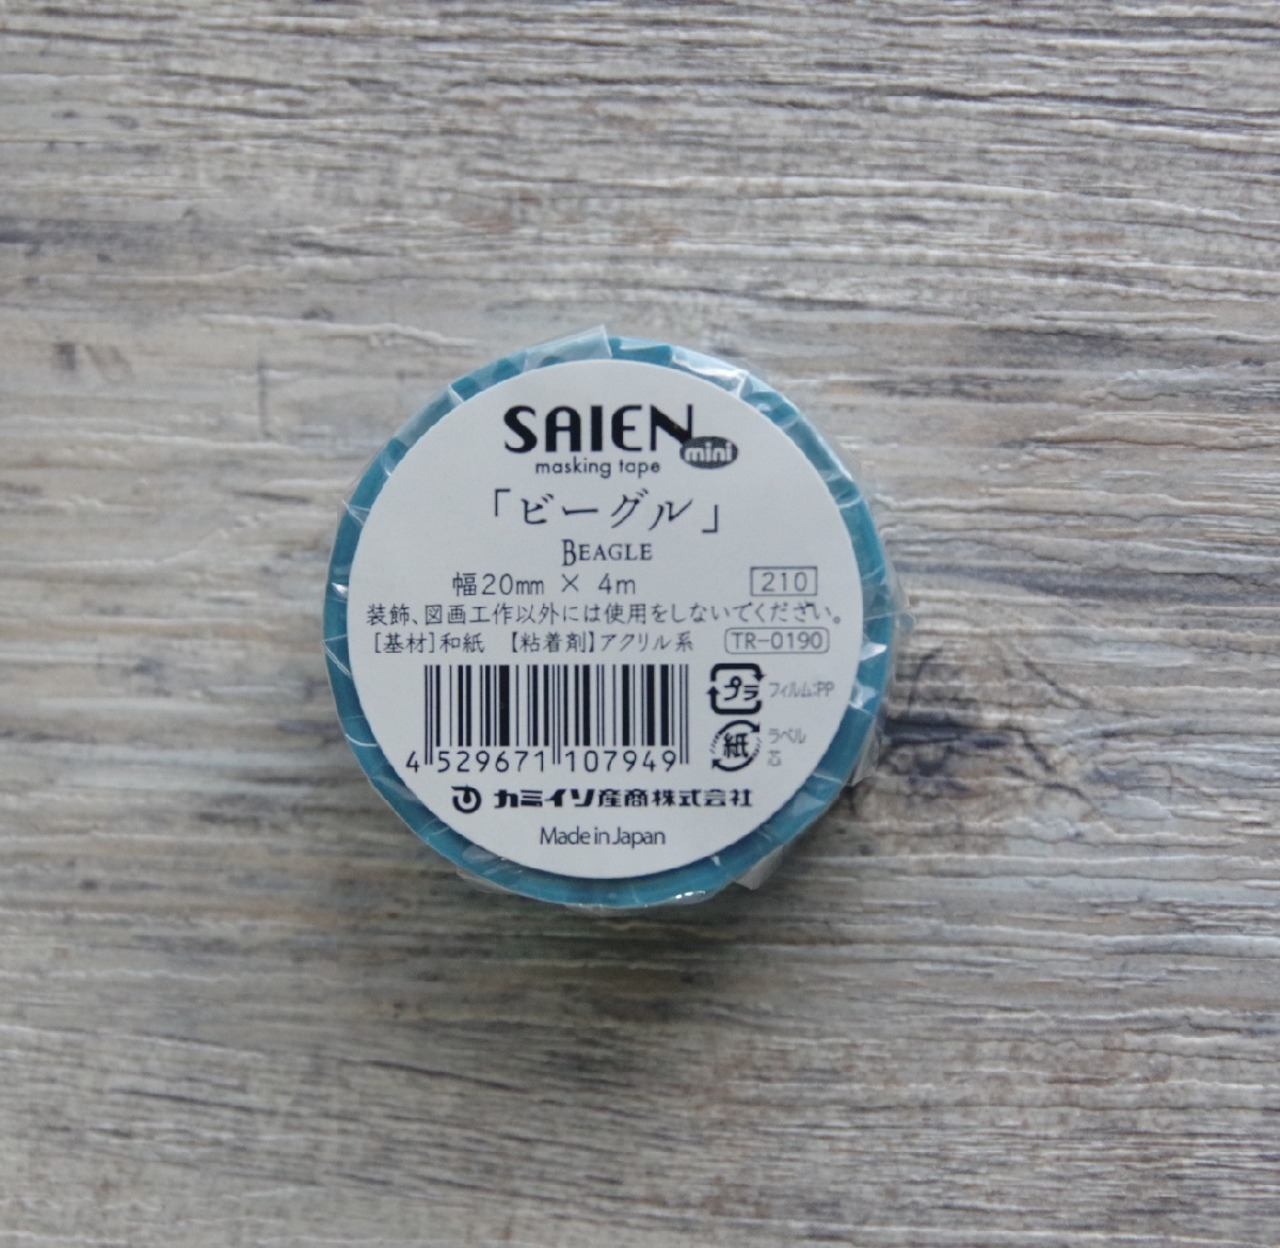 SAIEN mini
masking tape
「ビーグル」
BEAGLE
幅20mm × 4m 210
装飾、図画工作以外には使用をしないでください。
[基材]和紙 【粘着剤】アクリル系 TR-0190
プラ フィルム:PP
紙 ラベル
芯
4 529671 107949
カミイソ産商株式会社
Made in Japan